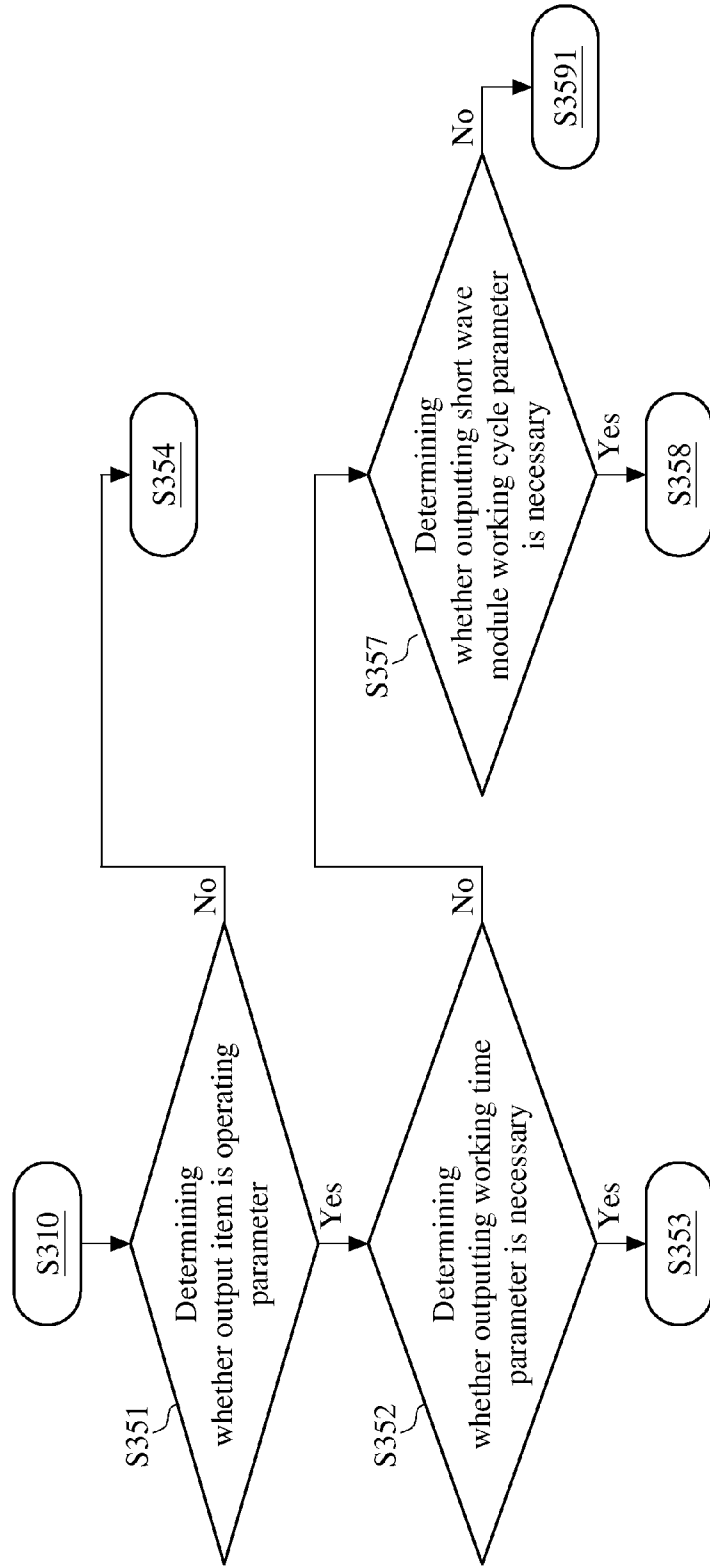 S310
S351
Determining
whether output item is operating
parameter
No
Yes
S354
S352
Determining
whether outputting working time
parameter is necessary
No
Yes
S353
S357
Determining
whether outputting short wave
module working cycle parameter
is necessary
No
Yes
S3591
S358